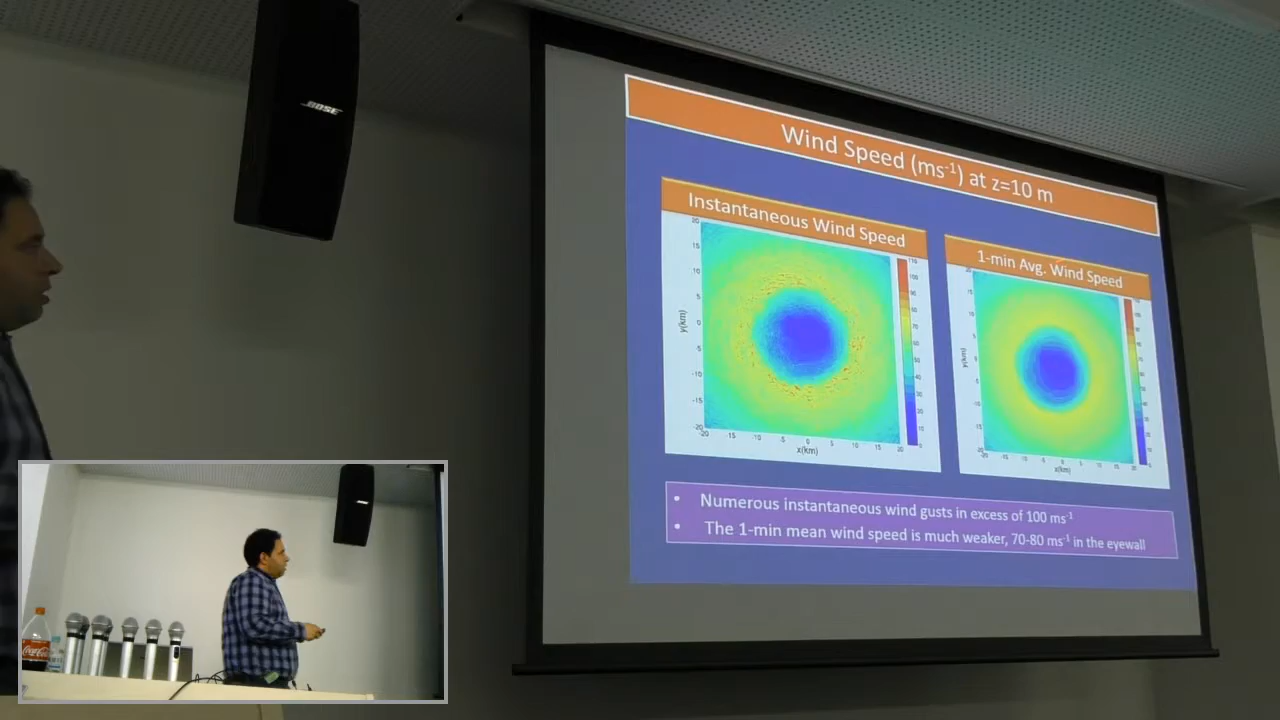 BOSE
Wind Speed (ms⁻¹) at z=10 m
Instantaneous Wind Speed
1-min Avg. Wind Speed
y(km)
x(km)
y(km)
x(km)
• Numerous instantaneous wind gusts in excess of 100 ms⁻¹
• The 1-min mean wind speed is much weaker, 70-80 ms⁻¹ in the eyewall
Coca-Cola